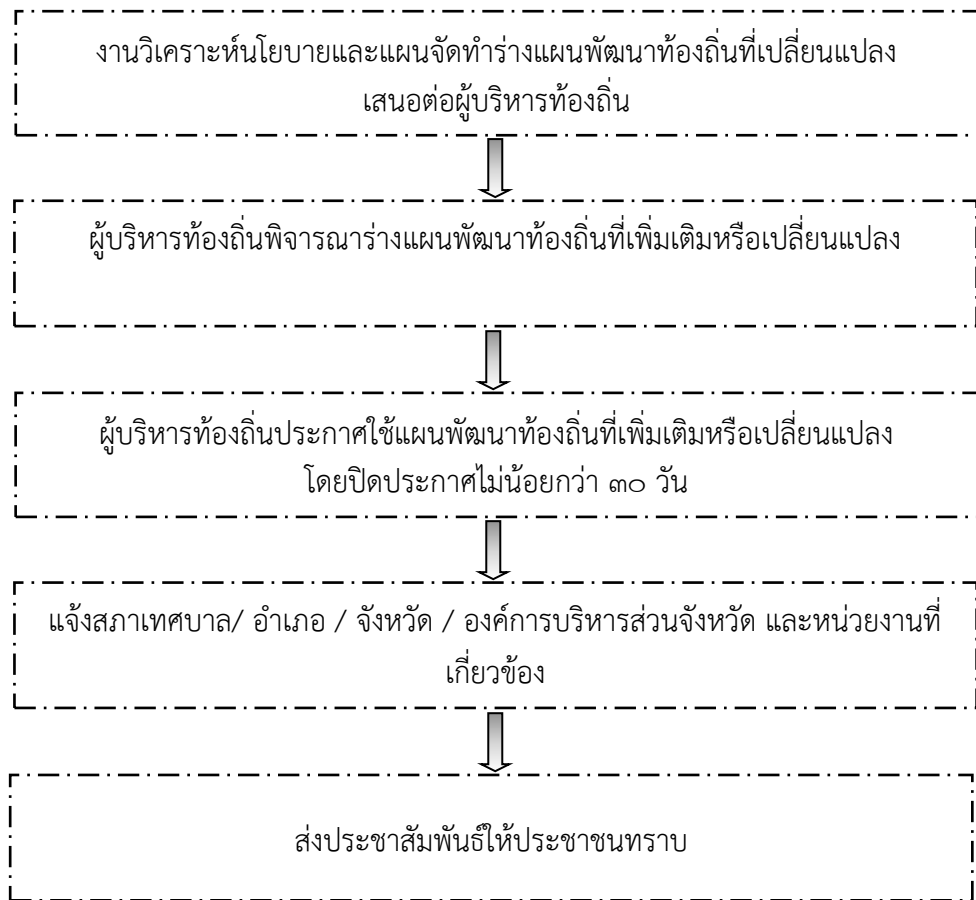 งานวิเคราะห์นโยบายและแผนจัดทำร่างแผนพัฒนาท้องถิ่นที่เปลี่ยนแปลง
เสนอต่อผู้บริหารท้องถิ่น
ผู้บริหารท้องถิ่นพิจารณาร่างแผนพัฒนาท้องถิ่นที่เพิ่มเติมหรือเปลี่ยนแปลง
ผู้บริหารท้องถิ่นประกาศใช้แผนพัฒนาท้องถิ่นที่เพิ่มเติมหรือเปลี่ยนแปลง
โดยปิดประกาศไม่น้อยกว่า ๓๐ วัน
แจ้งสภาเทศบาล/ อำเภอ / จังหวัด / องค์การบริหารส่วนจังหวัด และหน่วยงานที่
เกี่ยวข้อง
ส่งประชาสัมพันธ์ให้ประชาชนทราบ